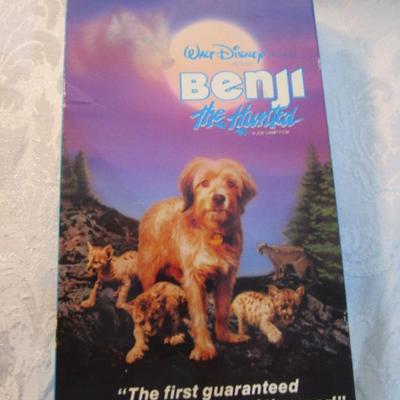 Walt Disney
Benji
the Hunted
A JOE CAMP FILM
"The first guaranteed